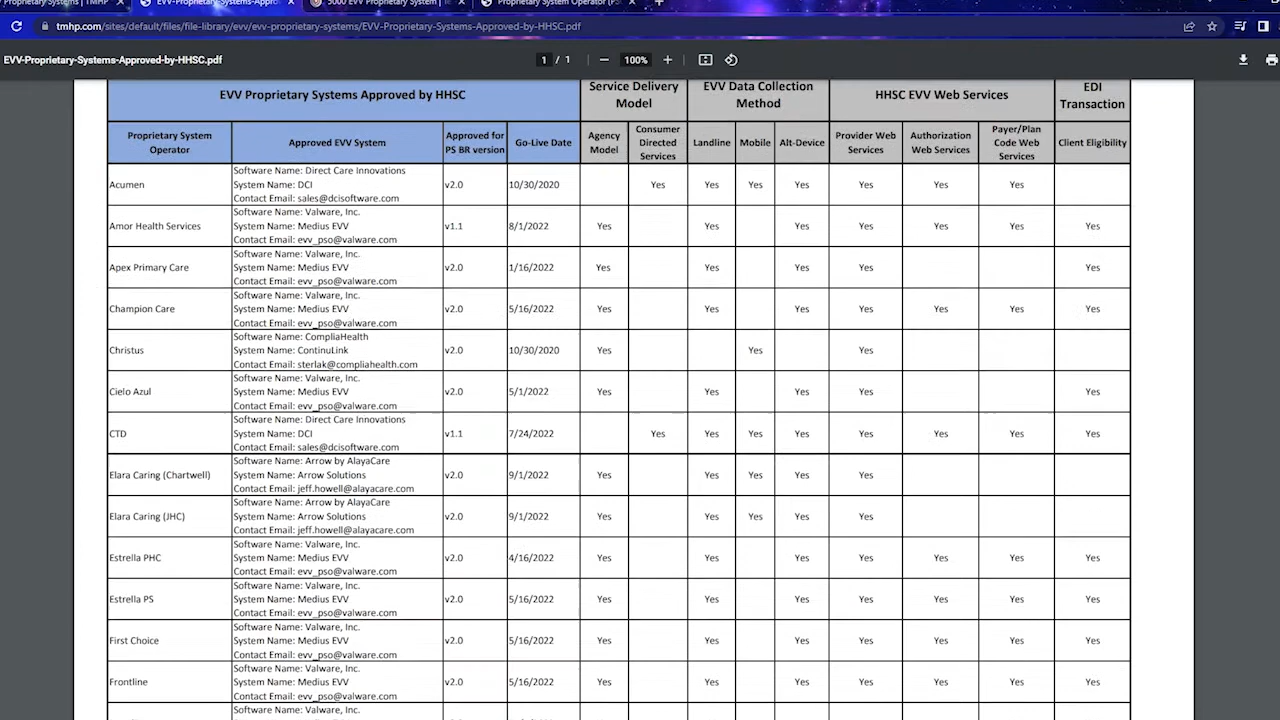 Proprietary Systems | TMHP
EVV-Proprietary-Systems-Approve
5000 EVV Proprietary System |
Proprietary System Operator (PS
tmhp.com/sites/default/files/file-library/evv/evv-proprietary-systems/EVV-Proprietary-Systems-Approved-by-HHSC.pdf
EVV-Proprietary-Systems-Approved-by-HHSC.pdf 1 / 1 100%
EVV Proprietary Systems Approved by HHSC
Service Delivery
Model
EVV Data Collection
Method
HHSC EVV Web Services
EDI
Transaction
Proprietary System
Operator
Approved EVV System
Approved for
PS BR version
Go-Live Date
Agency
Model
Consumer
Directed
Services
Landline
Mobile
Alt-Device
Provider Web
Services
Authorization
Web Services
Payer/Plan
Code Web
Services
Client Eligibility
Software Name: Direct Care Innovations
Acumen System Name: DCI v2.0 10/30/2020 Yes Yes Yes Yes Yes Yes Yes
Contact Email: sales@dcisoftware.com
Software Name: Valware, Inc.
Amor Health Services System Name: Medius EVV v1.1 8/1/2022 Yes Yes Yes Yes Yes Yes Yes
Contact Email: evv_pso@valware.com
Software Name: Valware, Inc.
Apex Primary Care System Name: Medius EVV v2.0 1/16/2022 Yes Yes Yes Yes Yes
Contact Email: evv_pso@valware.com
Software Name: Valware, Inc.
Champion Care System Name: Medius EVV v2.0 5/16/2022 Yes Yes Yes Yes Yes Yes Yes
Contact Email: evv_pso@valware.com
Software Name: CompliaHealth
Christus System Name: ContinuLink v2.0 10/30/2020 Yes Yes Yes
Contact Email: sterlak@compliahealth.com
Software Name: Valware, Inc.
Cielo Azul System Name: Medius EVV v2.0 5/1/2022 Yes Yes Yes Yes Yes
Contact Email: evv_pso@valware.com
Software Name: Direct Care Innovations
CTD System Name: DCI v1.1 7/24/2022 Yes Yes Yes Yes Yes Yes Yes Yes
Contact Email: sales@dcisoftware.com
Software Name: Arrow by AlayaCare
Elara Caring (Chartwell) System Name: Arrow Solutions v2.0 9/1/2022 Yes Yes Yes Yes Yes
Contact Email: jeff.howell@alayacare.com
Software Name: Arrow by AlayaCare
Elara Caring (JHC) System Name: Arrow Solutions v2.0 9/1/2022 Yes Yes Yes Yes Yes
Contact Email: jeff.howell@alayacare.com
Software Name: Valware, Inc.
Estrella PHC System Name: Medius EVV v2.0 4/16/2022 Yes Yes Yes Yes Yes Yes Yes
Contact Email: evv_pso@valware.com
Software Name: Valware, Inc.
Estrella PS System Name: Medius EVV v2.0 5/16/2022 Yes Yes Yes Yes Yes Yes Yes
Contact Email: evv_pso@valware.com
Software Name: Valware, Inc.
First Choice System Name: Medius EVV v2.0 5/16/2022 Yes Yes Yes Yes Yes Yes Yes
Contact Email: evv_pso@valware.com
Software Name: Valware, Inc.
Frontline System Name: Medius EVV v2.0 5/16/2022 Yes Yes Yes Yes Yes Yes Yes
Contact Email: evv_pso@valware.com
Software Name: Valware, Inc.